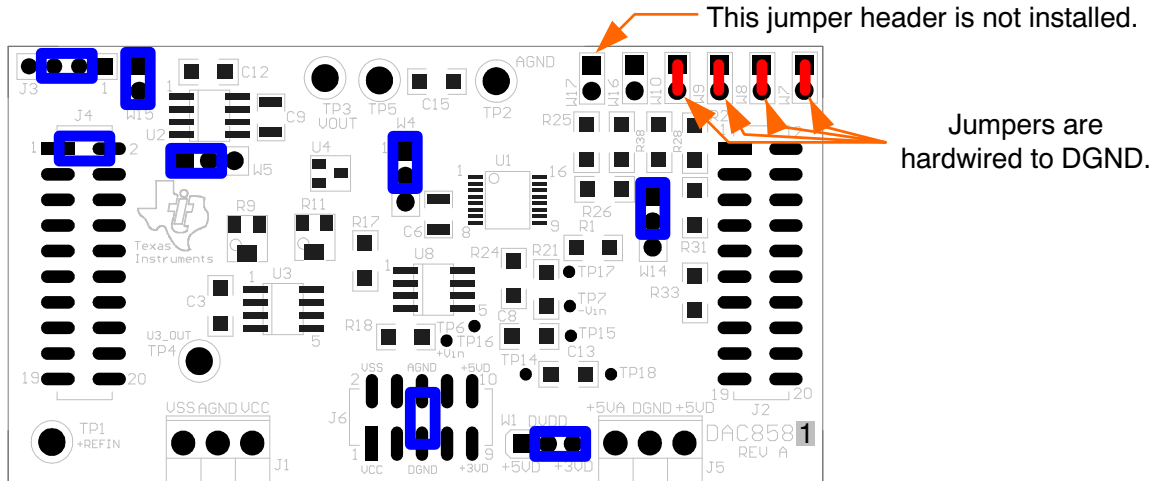 This jumper header is not installed.
J3
1
W15
1
C12
U2
C9
TP3
VOUT
TP5
C15
TP2
AGND
W17
W16
W10
W9
W8
W7
Jumpers are
hardwired to DGND.
J4
1
2
W5
W4
U4
U1
1
16
8
9
R25
R38
R28
R26
R1
W14
R31
R33
Texas
Instruments
R9
R11
R17
C6
U8
1
5
R24
R21
TP17
TP7
-Vin
TP15
C8
C3
U3
1
5
R18
TP6
+Vin
TP16
TP14
C13
TP18
U3_OUT
TP4
19
20
19
20
J2
VSS
AGND
+5VD
2
10
J6
1
9
VCC
DGND
+3VD
TP1
+REFIN
VSS AGND VCC
J1
W1
DVDD
+5VD
+3VD
+5VA DGND +5VD
J5
DAC8581
REV A